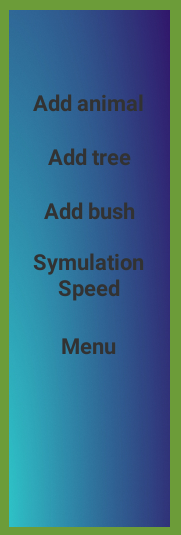 Add animal
Add tree
Add bush
Symulation
Speed
Menu